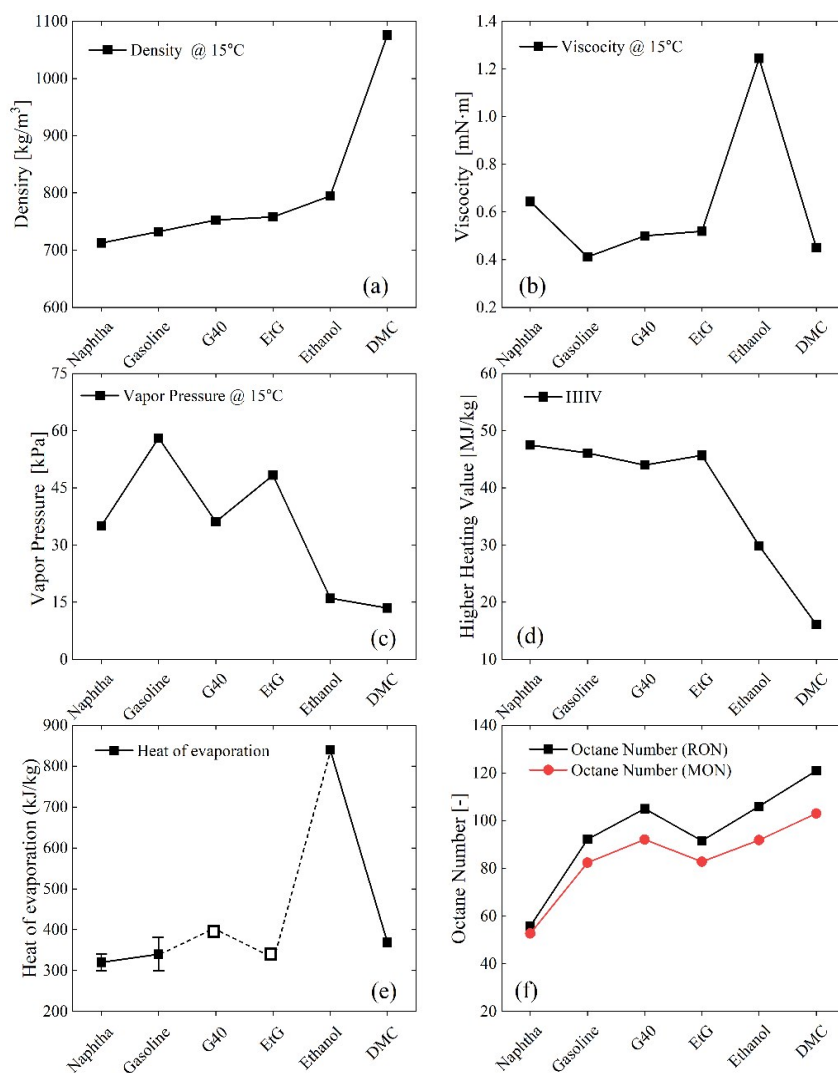 Density @ 15°C
Densiry [kg/m³]
1100
1000
900
800
700
600
(a)
Naphtha
Gasoline
G40
EtG
Ethanol
DMC
Viscocity @ 15°C
Viscocity [mN·m]
1.4
1.2
1.0
0.8
0.6
0.4
0.2
(b)
Naphtha
Gasoline
G40
EtG
Ethanol
DMC
Vapor Pressure @ 15°C
Vapor Pressure [kPa]
75
60
45
30
15
0
(c)
Naphtha
Gasoline
G40
EtG
Ethanol
DMC
IIIIV
Higher Heating Value |MJ/kg|
60
50
40
30
20
10
(d)
Naphtha
Gasoline
G40
EtG
Ethanol
DMC
Heat of evaporation
Heat of evaporation (kJ/kg)
900
800
700
600
500
400
300
200
(e)
Naphtha
Gasoline
G40
EtG
Ethanol
DMC
Octane Number (RON)
Octane Number (MON)
Octane Number [-]
140
120
100
80
60
40
20
(f)
Naphtha
Gasoline
G40
EtG
Ethanol
DMC